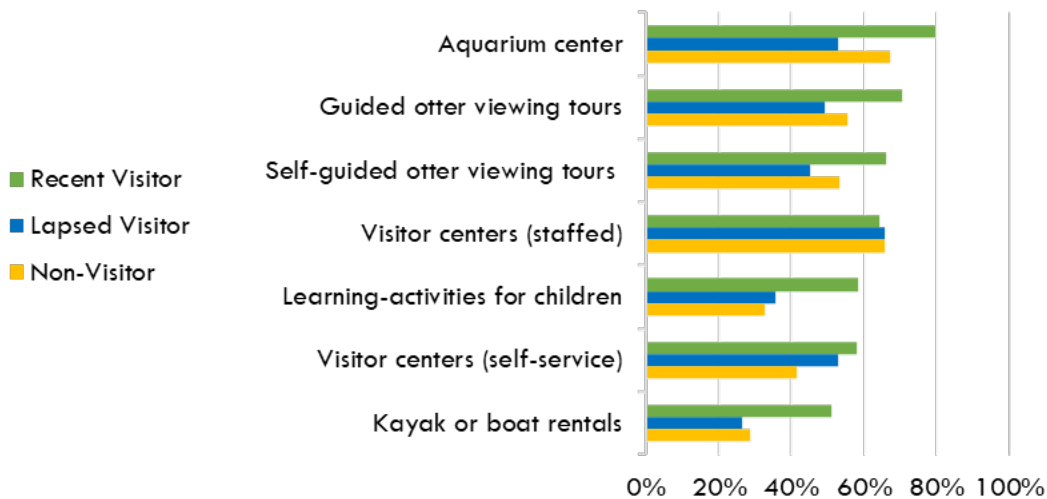 Aquarium center
Guided otter viewing tours
Self-guided otter viewing tours
Visitor centers (staffed)
Learning-activities for children
Visitor centers (self-service)
Kayak or boat rentals
Recent Visitor
Lapsed Visitor
Non-Visitor
0% 20% 40% 60% 80% 100%